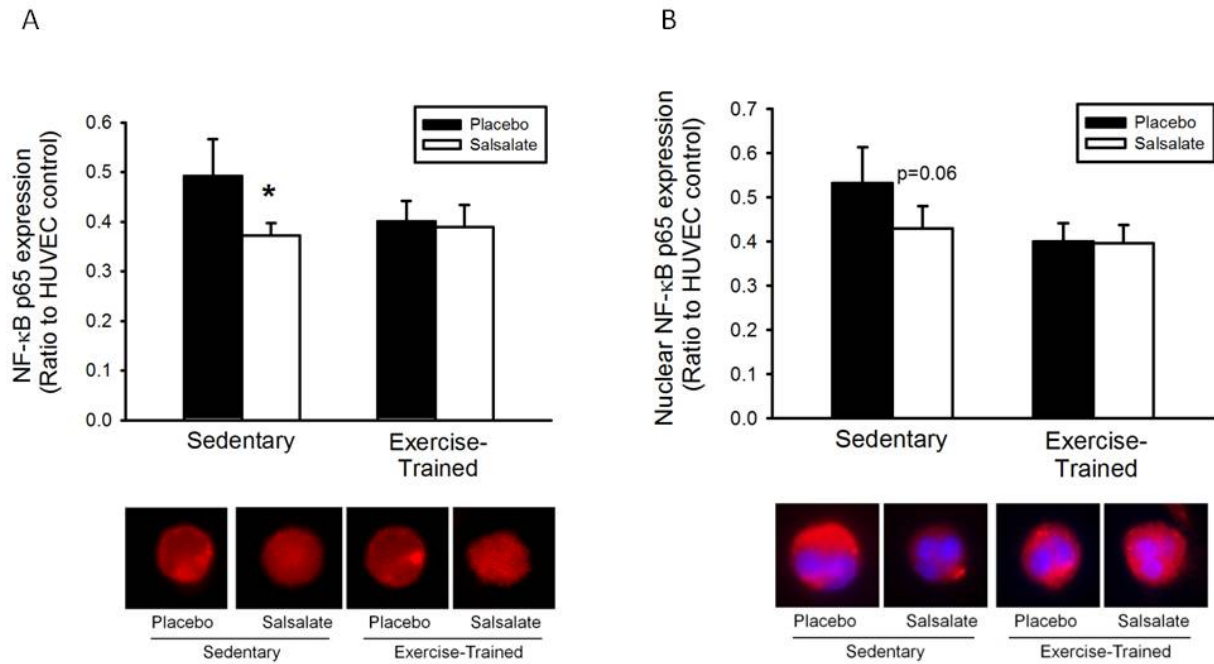 A
NF-κB p65 expression
(Ratio to HUVEC control)
0.6
0.5
0.4
0.3
0.2
0.1
0.0
Placebo
Salsalate
*
Sedentary
Exercise-
Trained
Placebo Salsalate Placebo Salsalate
Sedentary Exercise-Trained
B
Nuclear NF-κB p65 expression
(Ratio to HUVEC control)
0.7
0.6
0.5
0.4
0.3
0.2
0.1
0.0
Placebo
Salsalate
p=0.06
Sedentary
Exercise-
Trained
Placebo Salsalate Placebo Salsalate
Sedentary Exercise-Trained